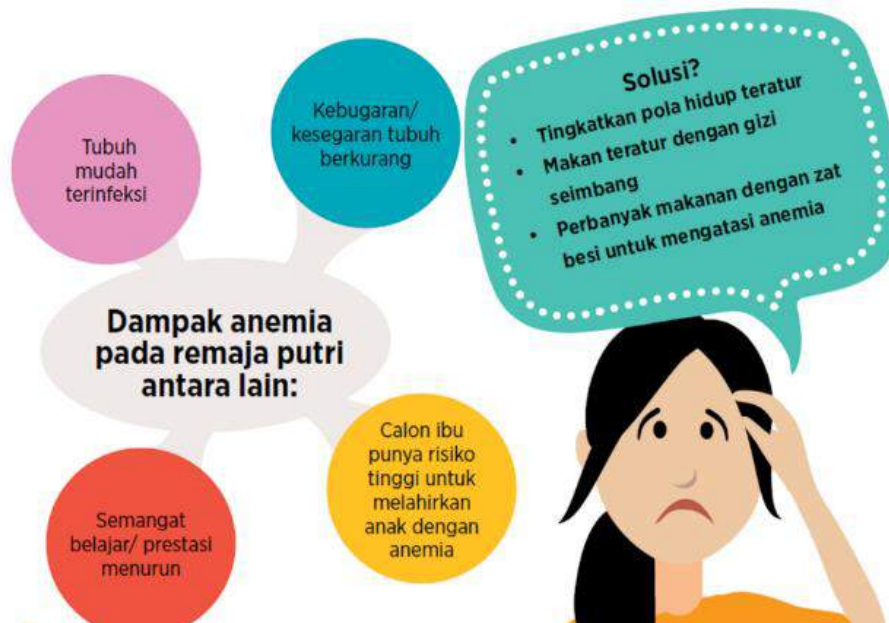 Tubuh
mudah
terinfeksi
Kebugaran/
kesegaran tubuh
berkurang
Dampak anemia
pada remaja putri
antara lain:
Semangat
belajar/ prestasi
menurun
Calon ibu
punya risiko
tinggi untuk
melahirkan
anak dengan
anemia
Solusi?
• Tingkatkan pola hidup teratur
• Makan teratur dengan gizi
seimbang
• Perbanyak makanan dengan zat
besi untuk mengatasi anemia